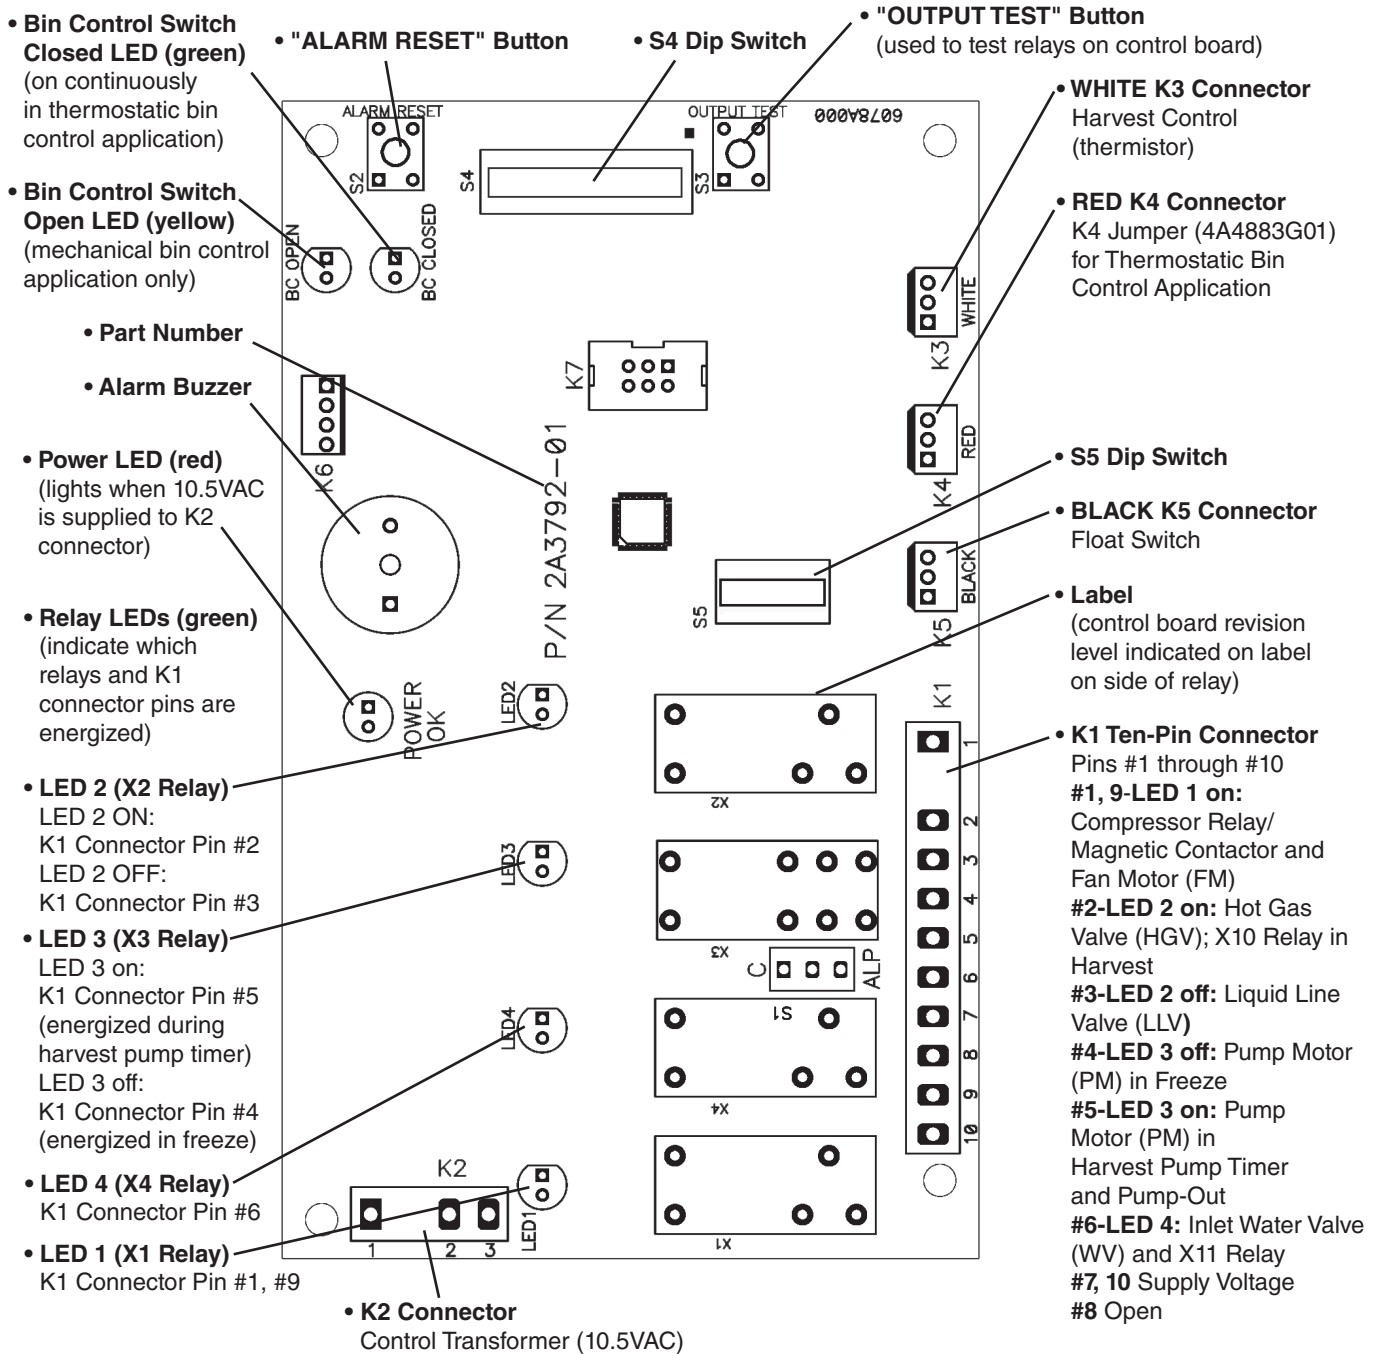 • Bin Control Switch
Closed LED (green)
(on continuously
in thermostatic bin
control application)
• "ALARM RESET" Button
• S4 Dip Switch
• "OUTPUT TEST" Button
(used to test relays on control board)
• Bin Control Switch
Open LED (yellow)
(mechanical bin control
application only)
• Part Number
• Alarm Buzzer
• Power LED (red)
(lights when 10.5VAC
is supplied to K2
connector)
• Relay LEDs (green)
(indicate which
relays and K1
connector pins are
energized)
• LED 2 (X2 Relay)
LED 2 ON:
K1 Connector Pin #2
LED 2 OFF:
K1 Connector Pin #3
• LED 3 (X3 Relay)
LED 3 on:
K1 Connector Pin #5
(energized during
harvest pump timer)
LED 3 off:
K1 Connector Pin #4
(energized in freeze)
• LED 4 (X4 Relay)
K1 Connector Pin #6
• LED 1 (X1 Relay)
K1 Connector Pin #1, #9
• K2 Connector
Control Transformer (10.5VAC)
ALARM RESET
S2
S4
OUTPUT TEST
S3
6078A000
BC OPEN
BC CLOSED
K7
K6
P/N 2A3792-01
WHITE
K3
RED
K4
BLACK
K5
S5
POWER
OK
LED2
LED3
LED4
LED1
X2
X3
C
ALP
S1
X4
X1
K1
1
2
3
4
5
6
7
8
9
10
K2
1
2
3
• WHITE K3 Connector
Harvest Control
(thermistor)
• RED K4 Connector
K4 Jumper (4A4883G01)
for Thermostatic Bin
Control Application
• S5 Dip Switch
• BLACK K5 Connector
Float Switch
• Label
(control board revision
level indicated on label
on side of relay)
• K1 Ten-Pin Connector
Pins #1 through #10
#1, 9-LED 1 on:
Compressor Relay/
Magnetic Contactor and
Fan Motor (FM)
#2-LED 2 on: Hot Gas
Valve (HGV); X10 Relay in
Harvest
#3-LED 2 off: Liquid Line
Valve (LLV)
#4-LED 3 off: Pump Motor
(PM) in Freeze
#5-LED 3 on: Pump
Motor (PM) in
Harvest Pump Timer
and Pump-Out
#6-LED 4: Inlet Water Valve
(WV) and X11 Relay
#7, 10 Supply Voltage
#8 Open